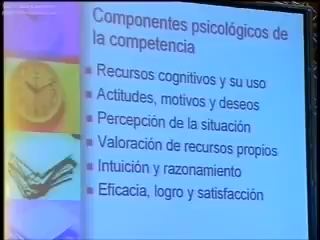 Componentes psicológicos de
la competencia
Recursos cognitivos y su uso
Actitudes, motivos y deseos
Percepción de la situación
Valoración de recursos propios
Intuición y razonamiento
Eficacia, logro y satisfacción